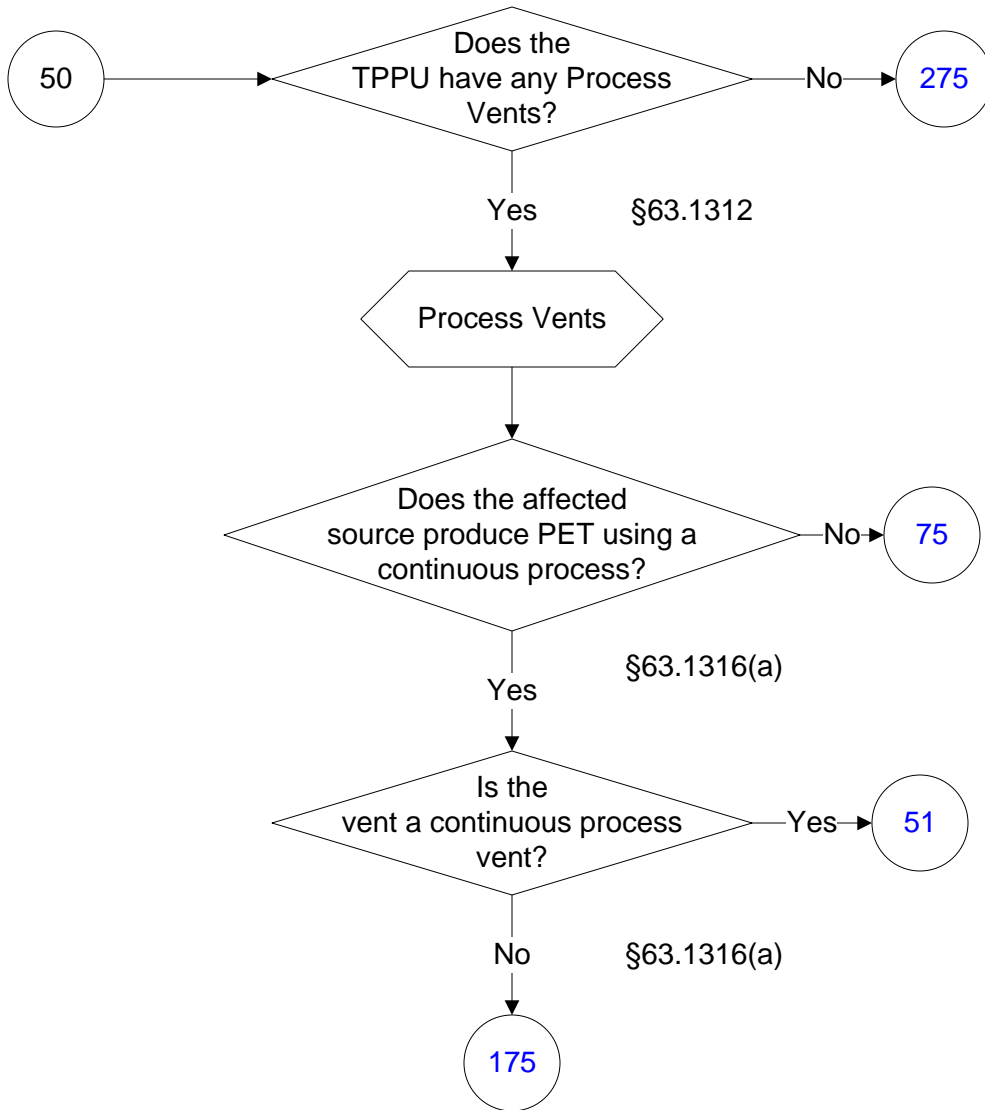 50
Does the
TPPU have any Process
Vents?
No
275
Yes
§63.1312
Process Vents
Does the affected
source produce PET using a
continuous process?
No
75
Yes
§63.1316(a)
Is the
vent a continuous process
vent?
Yes
51
No
§63.1316(a)
175